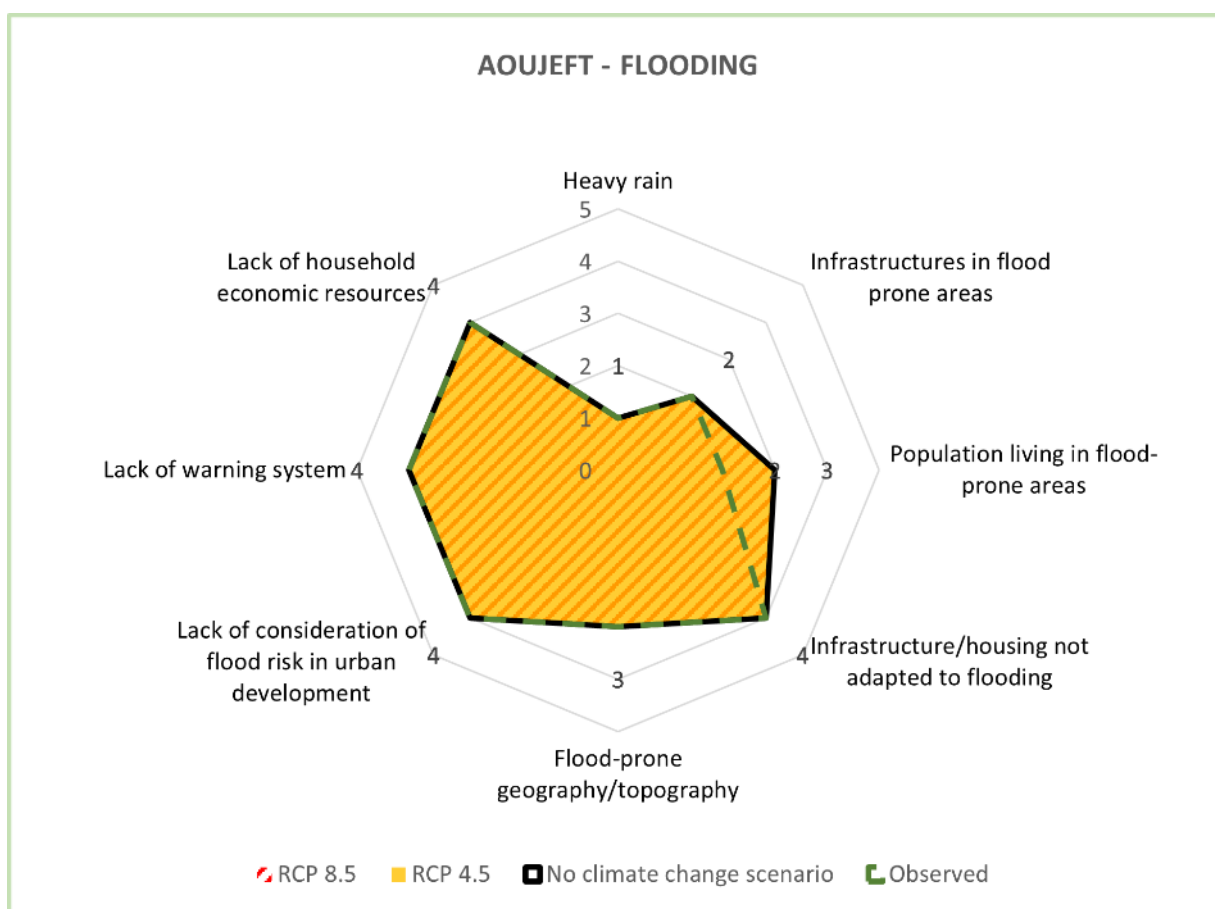 AOUJEFT - FLOODING
Heavy rain
5
Lack of household
economic resources
4
Infrastructures in flood
prone areas
4
3
2
1
2
1
0
Lack of warning system
4
2
3
Population living in flood-
prone areas
Lack of consideration of
flood risk in urban
development
4
3
4
Infrastructure/housing not
adapted to flooding
Flood-prone
geography/topography
RCP 8.5 RCP 4.5 No climate change scenario Observed